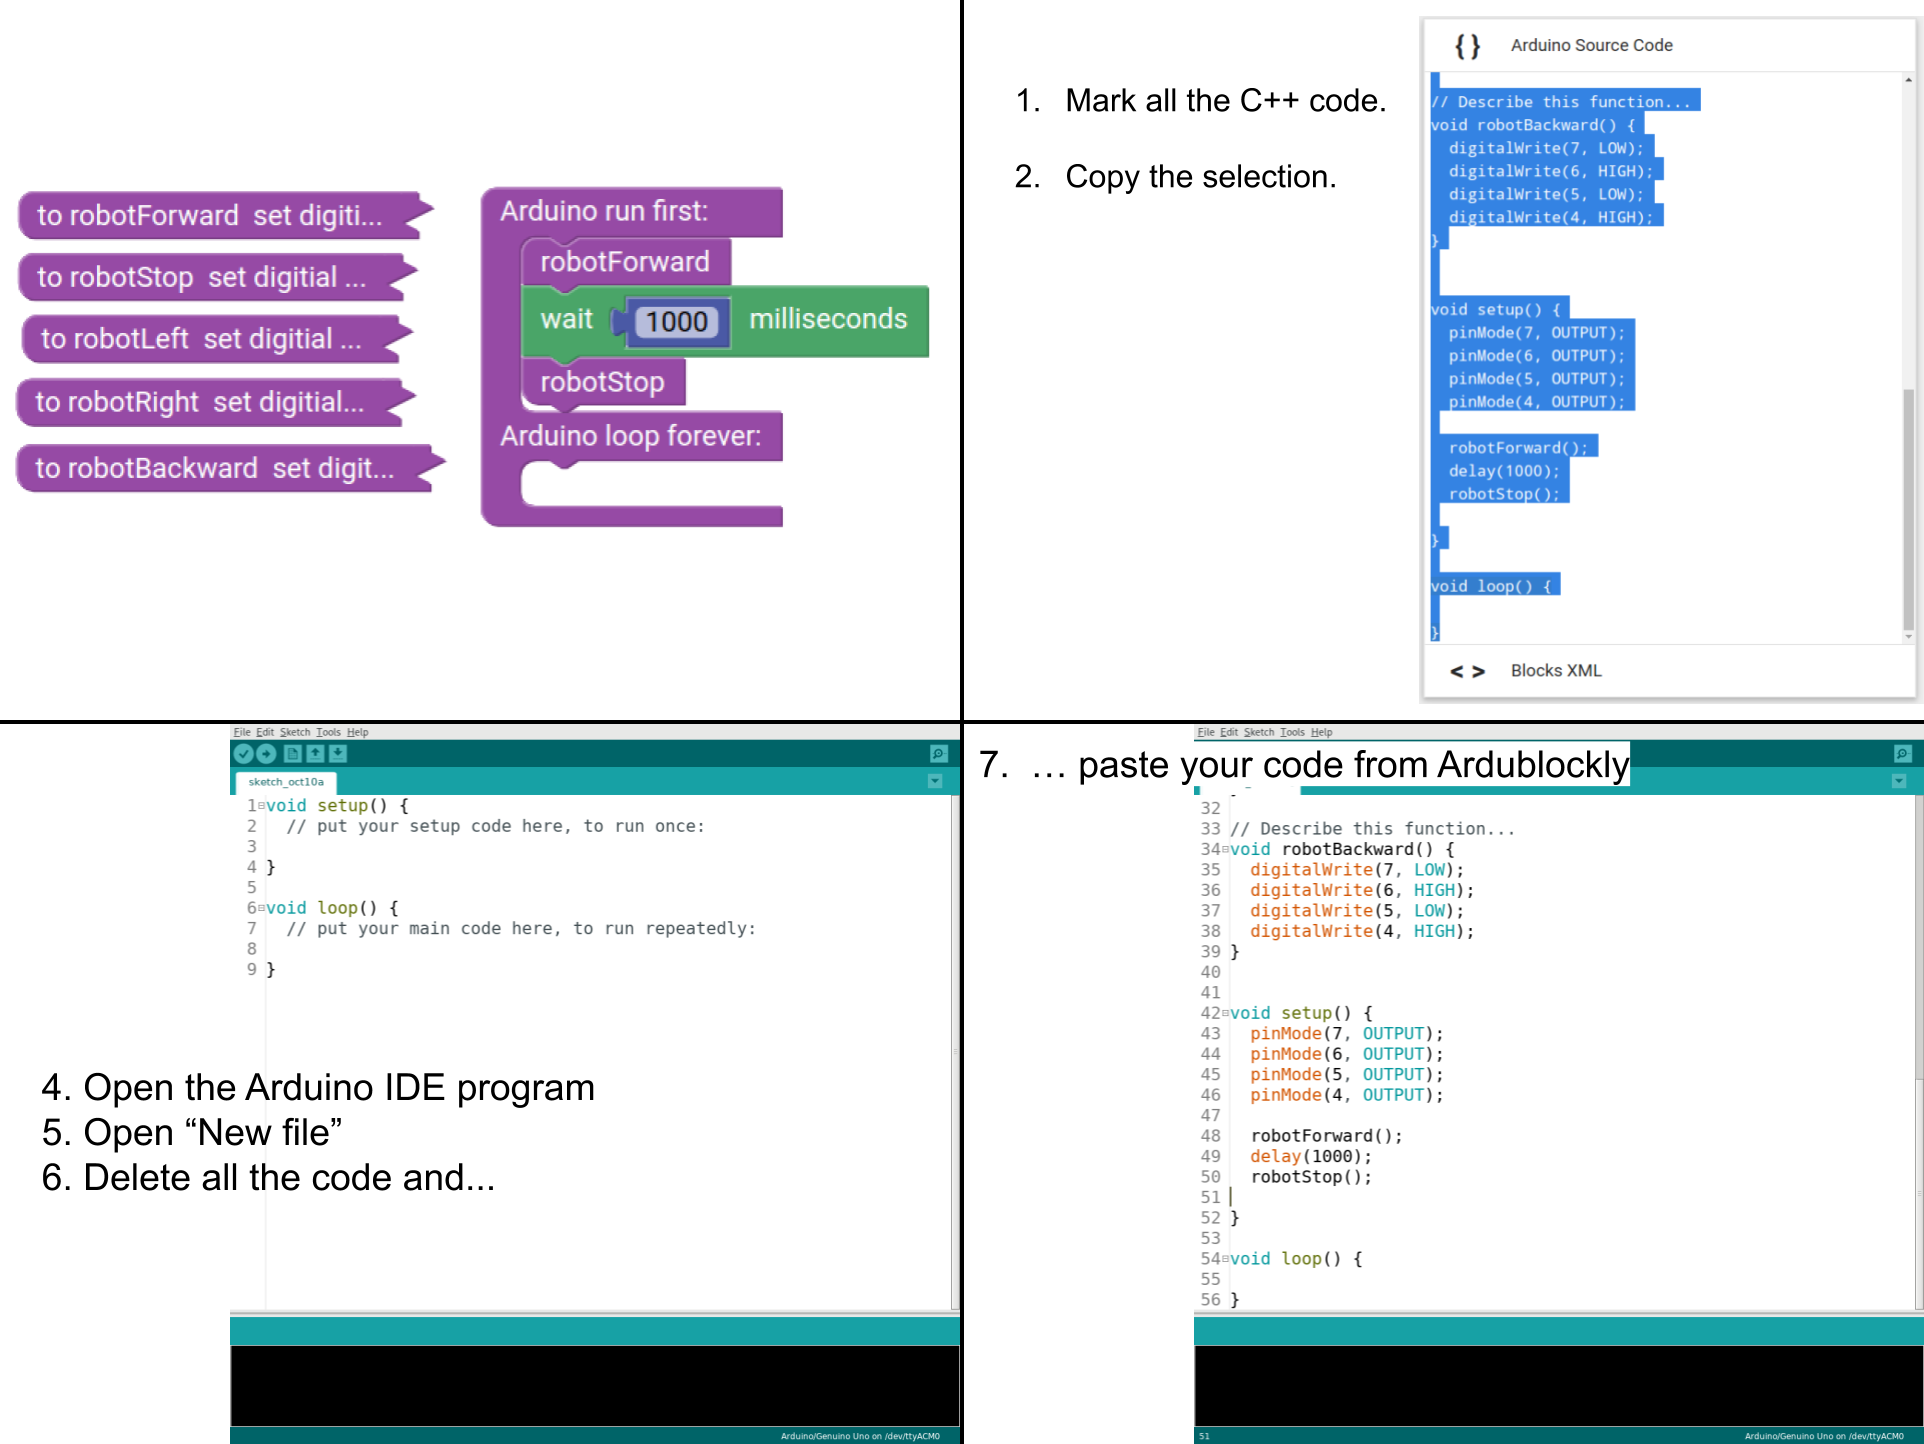 to robotForward set digiti...
to robotStop set digitial ...
to robotLeft set digitial ...
to robotRight set digitial...
to robotBackward set digit...
Arduino run first:
robotForward
wait 1000 milliseconds
robotStop
Arduino loop forever:
1. Mark all the C++ code.
2. Copy the selection.
{ } Arduino Source Code
// Describe this function...
void robotBackward() {
digitalWrite(7, LOW);
digitalWrite(6, HIGH);
digitalWrite(5, LOW);
digitalWrite(4, HIGH);
}
void setup() {
pinMode(7, OUTPUT);
pinMode(6, OUTPUT);
pinMode(5, OUTPUT);
pinMode(4, OUTPUT);
robotForward();
delay(1000);
robotStop();
}
void loop() {
}
< > Blocks XML
File Edit Sketch Tools Help
sketch_oct10a
1 void setup() {
2 // put your setup code here, to run once:
3
4 }
5
6 void loop() {
7 // put your main code here, to run repeatedly:
8
9 }
4. Open the Arduino IDE program
5. Open “New file”
6. Delete all the code and...
Arduino/Genuino Uno on /dev/ttyACM0
File Edit Sketch Tools Help
7. … paste your code from Ardublockly
32
33 // Describe this function...
34 void robotBackward() {
35 digitalWrite(7, LOW);
36 digitalWrite(6, HIGH);
37 digitalWrite(5, LOW);
38 digitalWrite(4, HIGH);
39 }
40
41
42 void setup() {
43 pinMode(7, OUTPUT);
44 pinMode(6, OUTPUT);
45 pinMode(5, OUTPUT);
46 pinMode(4, OUTPUT);
47
48 robotForward();
49 delay(1000);
50 robotStop();
51
52 }
53
54 void loop() {
55
56 }
51 Arduino/Genuino Uno on /dev/ttyACM0